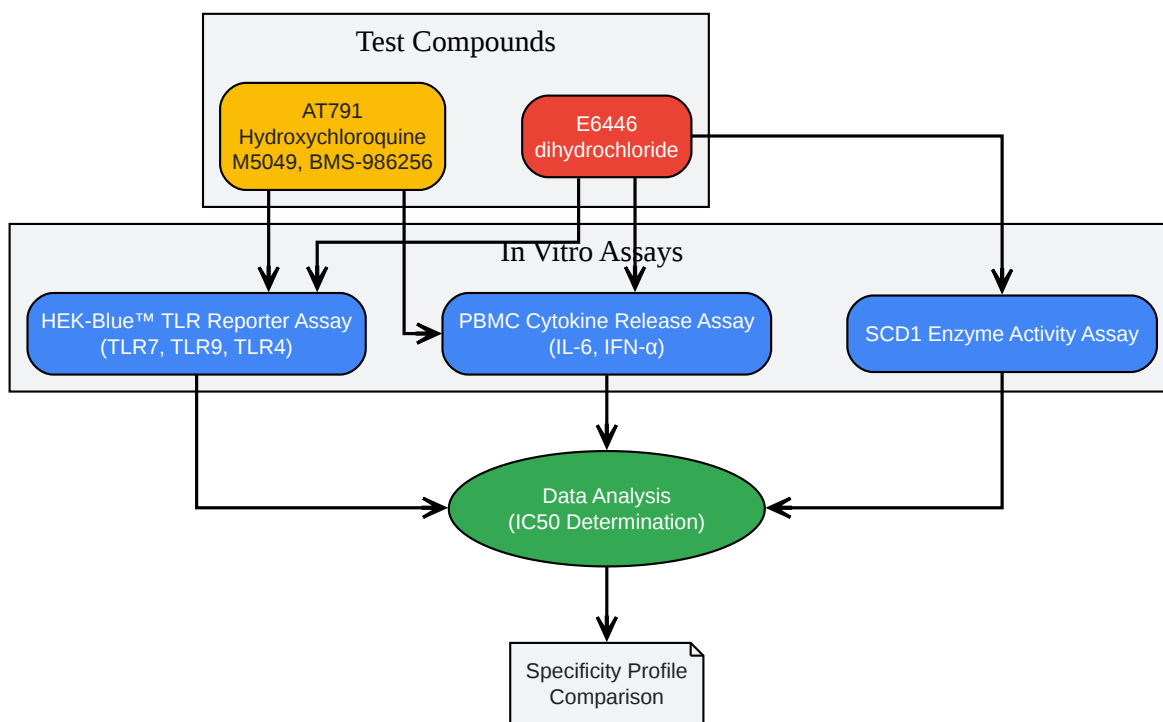 Test Compounds
AT791
Hydroxychloroquine
M5049, BMS-986256
E6446
dihydrochloride
In Vitro Assays
HEK-Blue™ TLR Reporter Assay
(TLR7, TLR9, TLR4)
PBMC Cytokine Release Assay
(IL-6, IFN-α)
SCD1 Enzyme Activity Assay
Data Analysis
(IC50 Determination)
Specificity Profile
Comparison